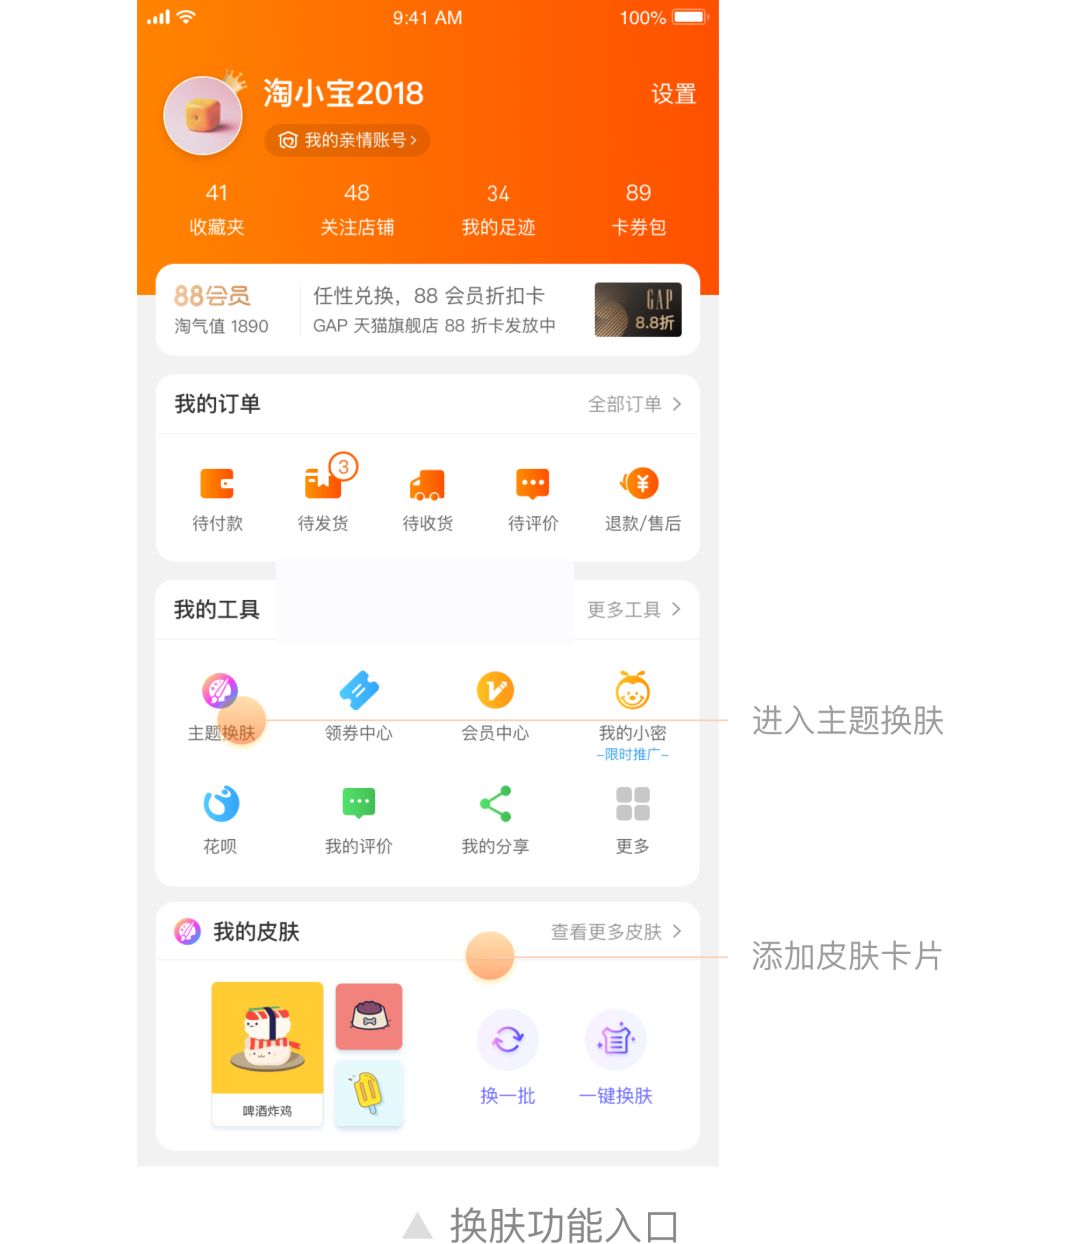 9:41 AM
100%
淘小宝2018
设置
我的亲情账号
41
48
34
89
收藏夹
关注店铺
我的足迹
卡券包
88会员
任性兑换，88 会员折扣卡
淘气值 1890
GAP 天猫旗舰店 88 折卡发放中
GAP
8.8折
我的订单
全部订单
3
待付款
待发货
待收货
待评价
退款/售后
我的工具
更多工具
主题换肤
领券中心
会员中心
我的小密
–限时推广–
进入主题换肤
花呗
我的评价
我的分享
更多
我的皮肤
查看更多皮肤
添加皮肤卡片
啤酒炸鸡
换一批
一键换肤
换肤功能入口